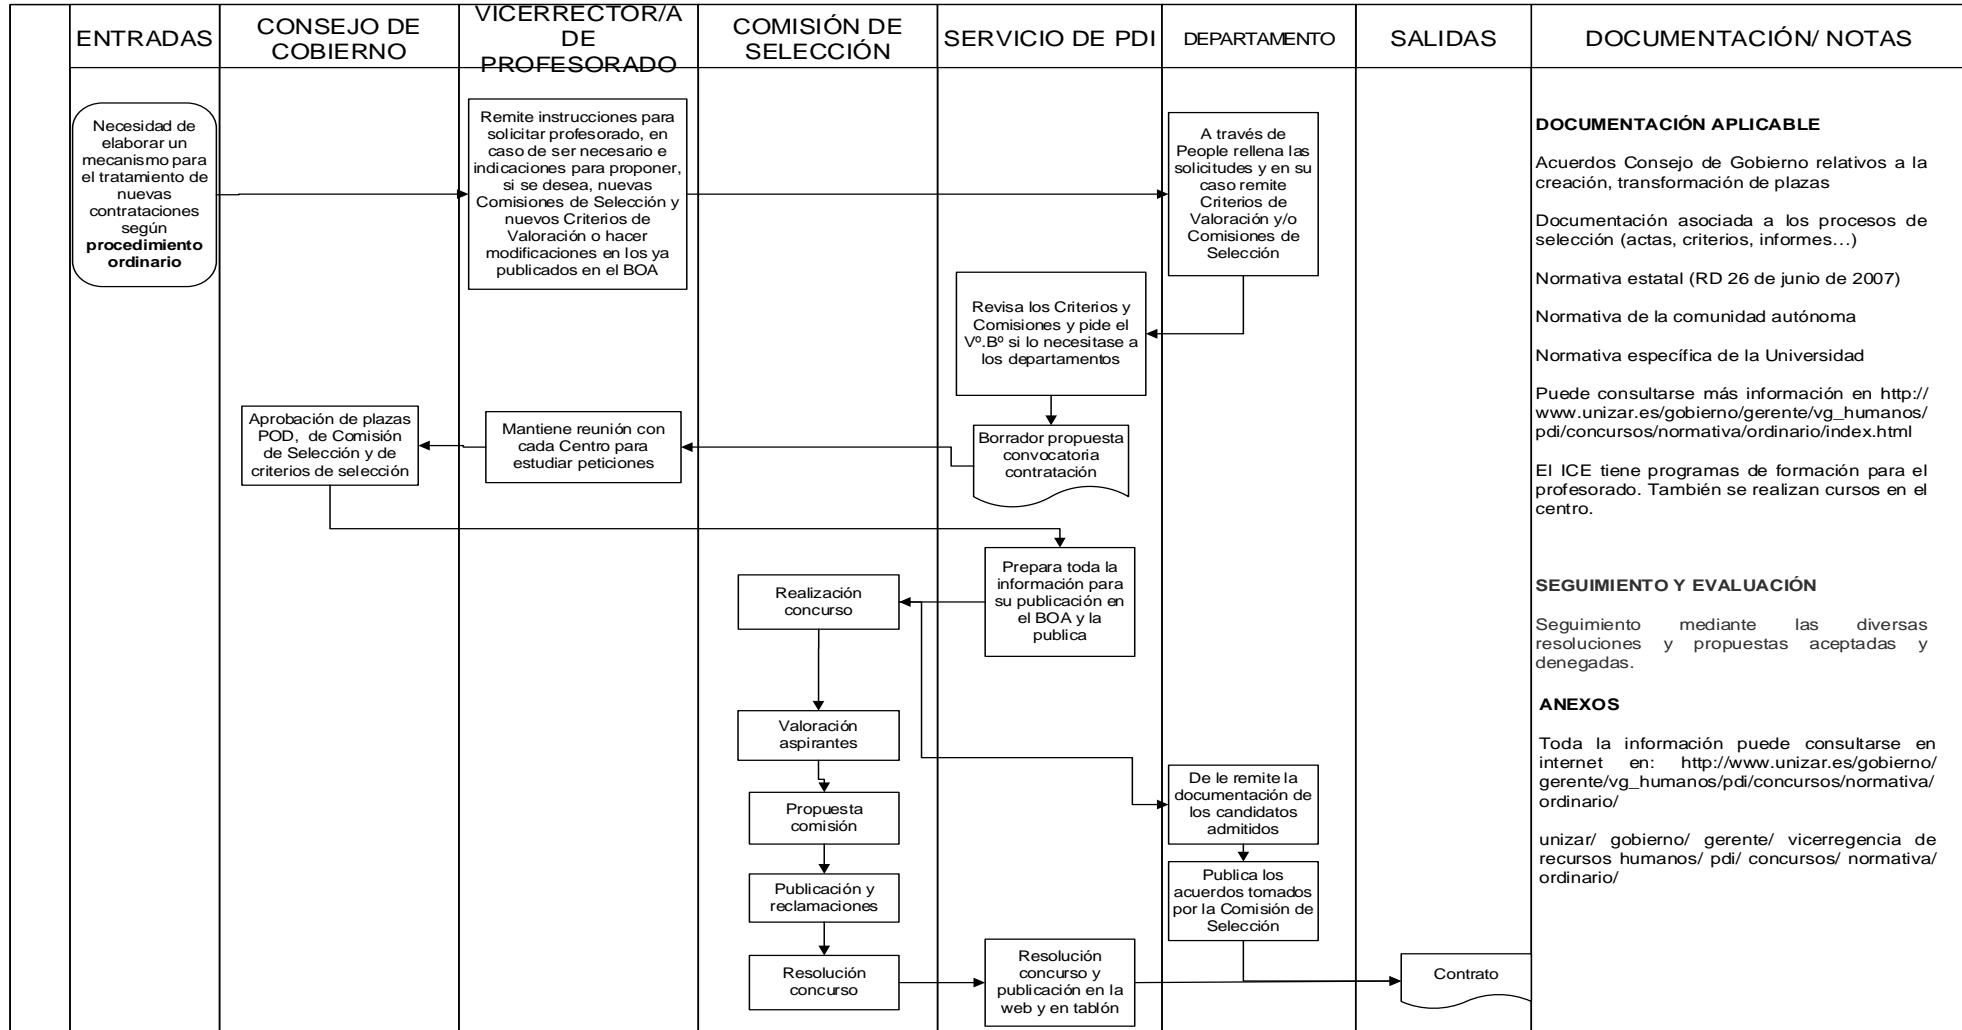 ENTRADAS
CONSEJO DE
COBIERNO
VICERRECTOR/A
DE
PROFESORADO
COMISIÓN DE
SELECCIÓN
SERVICIO DE PDI
DEPARTAMENTO
SALIDAS
DOCUMENTACIÓN/ NOTAS
Necesidad de
elaborar un
mecanismo para
el tratamiento de
nuevas
contrataciones
según
procedimiento
ordinario
Remite instrucciones para
solicitar profesorado, en
caso de ser necesario e
indicaciones para proponer,
si se desea, nuevas
Comisiones de Selección y
nuevos Criterios de
Valoración o hacer
modificaciones en los ya
publicados en el BOA
A través de
People rellena las
solicitudes y en su
caso remite
Criterios de
Valoración y/o
Comisiones de
Selección
Revisa los Criterios y
Comisiones y pide el
Vº.Bº si lo necesitase a
los departamentos
Borrador propuesta
convocatoria
contratación
Mantiene reunión con
cada Centro para
estudiar peticiones
Aprobación de plazas
POD, de Comisión
de Selección y de
criterios de selección
Prepara toda la
información para
su publicación en
el BOA y la
publica
Realización
concurso
Valoración
aspirantes
Propuesta
comisión
Publicación y
reclamaciones
Resolución
concurso
De le remite la
documentación de
los candidatos
admitidos
Publica los
acuerdos tomados
por la Comisión de
Selección
Resolución
concurso y
publicación en la
web y en tablón
Contrato
DOCUMENTACIÓN APLICABLE
Acuerdos Consejo de Gobierno relativos a la
creación, transformación de plazas
Documentación asociada a los procesos de
selección (actas, criterios, informes…)
Normativa estatal (RD 26 de junio de 2007)
Normativa de la comunidad autónoma
Normativa específica de la Universidad
Puede consultarse más información en http://
www.unizar.es/gobierno/gerente/vg_humanos/
pdi/concursos/normativa/ordinario/index.html
El ICE tiene programas de formación para el
profesorado. También se realizan cursos en el
centro.
SEGUIMIENTO Y EVALUACIÓN
Seguimiento mediante las diversas
resoluciones y propuestas aceptadas y
denegadas.
ANEXOS
Toda la información puede consultarse en
internet en: http://www.unizar.es/gobierno/
gerente/vg_humanos/pdi/concursos/normativa/
ordinario/
unizar/ gobierno/ gerente/ vicerregencia de
recursos humanos/ pdi/ concursos/ normativa/
ordinario/